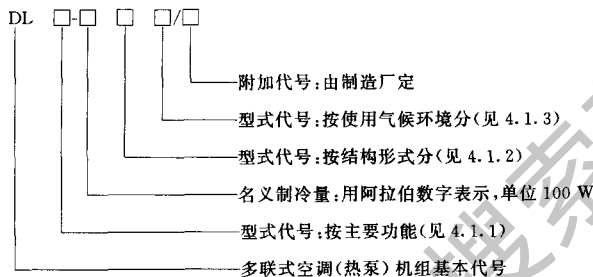 DL □-□ □ □/□
附加代号:由制造厂定
型式代号:按使用气候环境分(见 4.1.3)
型式代号:按结构形式分(见 4.1.2)
名义制冷量:用阿拉伯数字表示,单位 100 W
型式代号:按主要功能(见 4.1.1)
多联式空调(热泵)机组基本代号
搜索